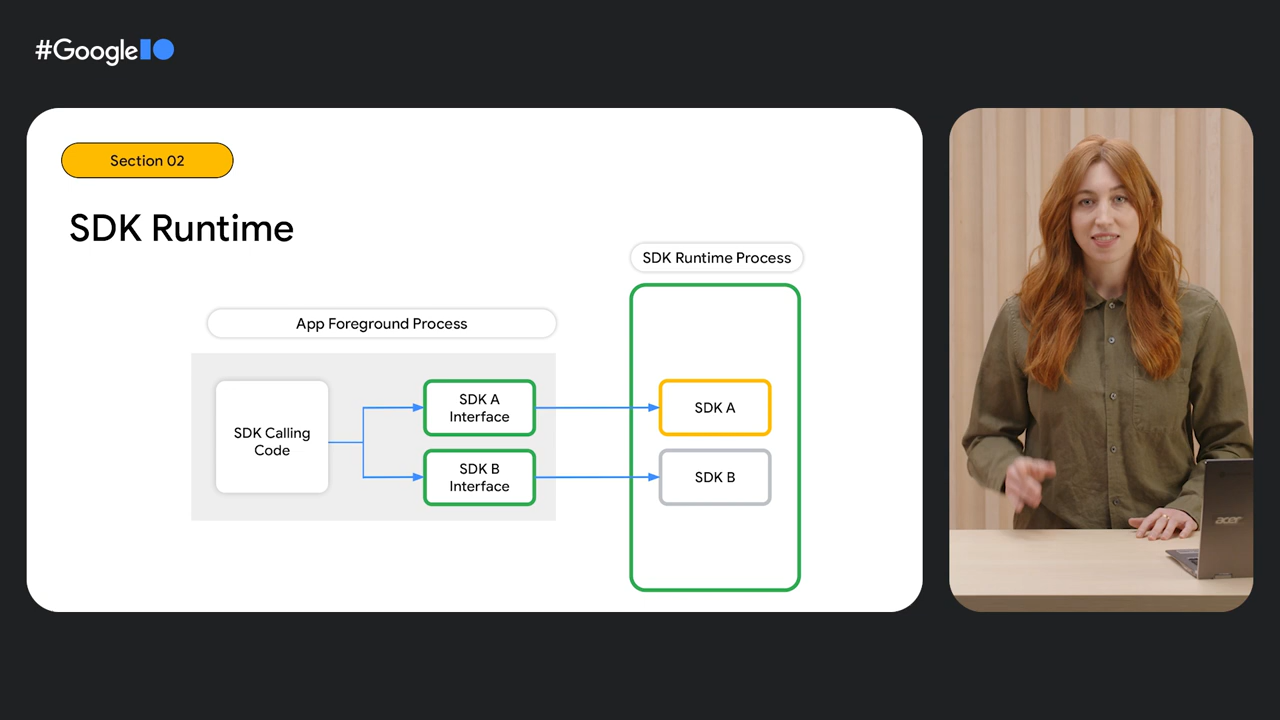 #GoogleIO
Section 02
SDK Runtime
SDK Runtime Process
App Foreground Process
SDK Calling
Code
SDK A
Interface
SDK B
Interface
SDK A
SDK B
acer